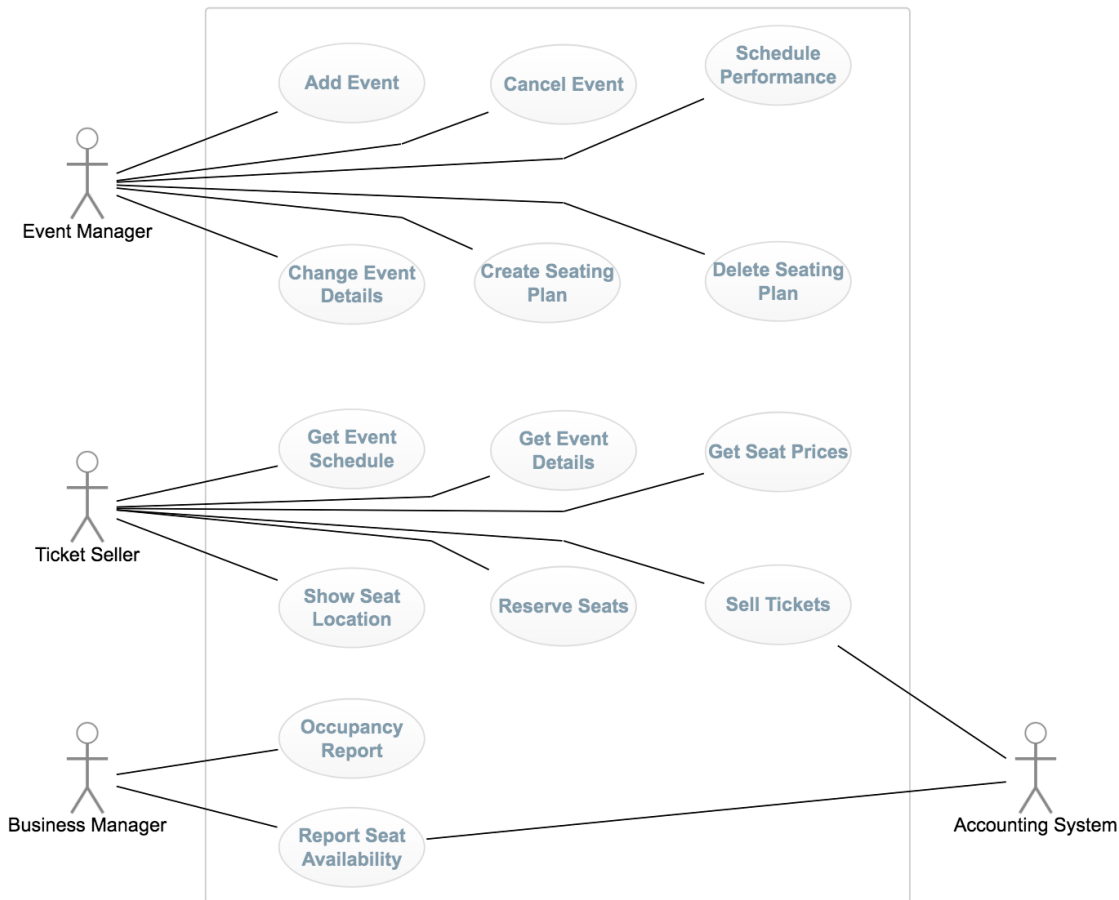 Add Event
Cancel Event
Schedule
Performance
Event Manager
Change Event
Details
Create Seating
Plan
Delete Seating
Plan
Get Event
Schedule
Get Event
Details
Get Seat Prices
Ticket Seller
Show Seat
Location
Reserve Seats
Sell Tickets
Occupancy
Report
Business Manager
Report Seat
Availability
Accounting System